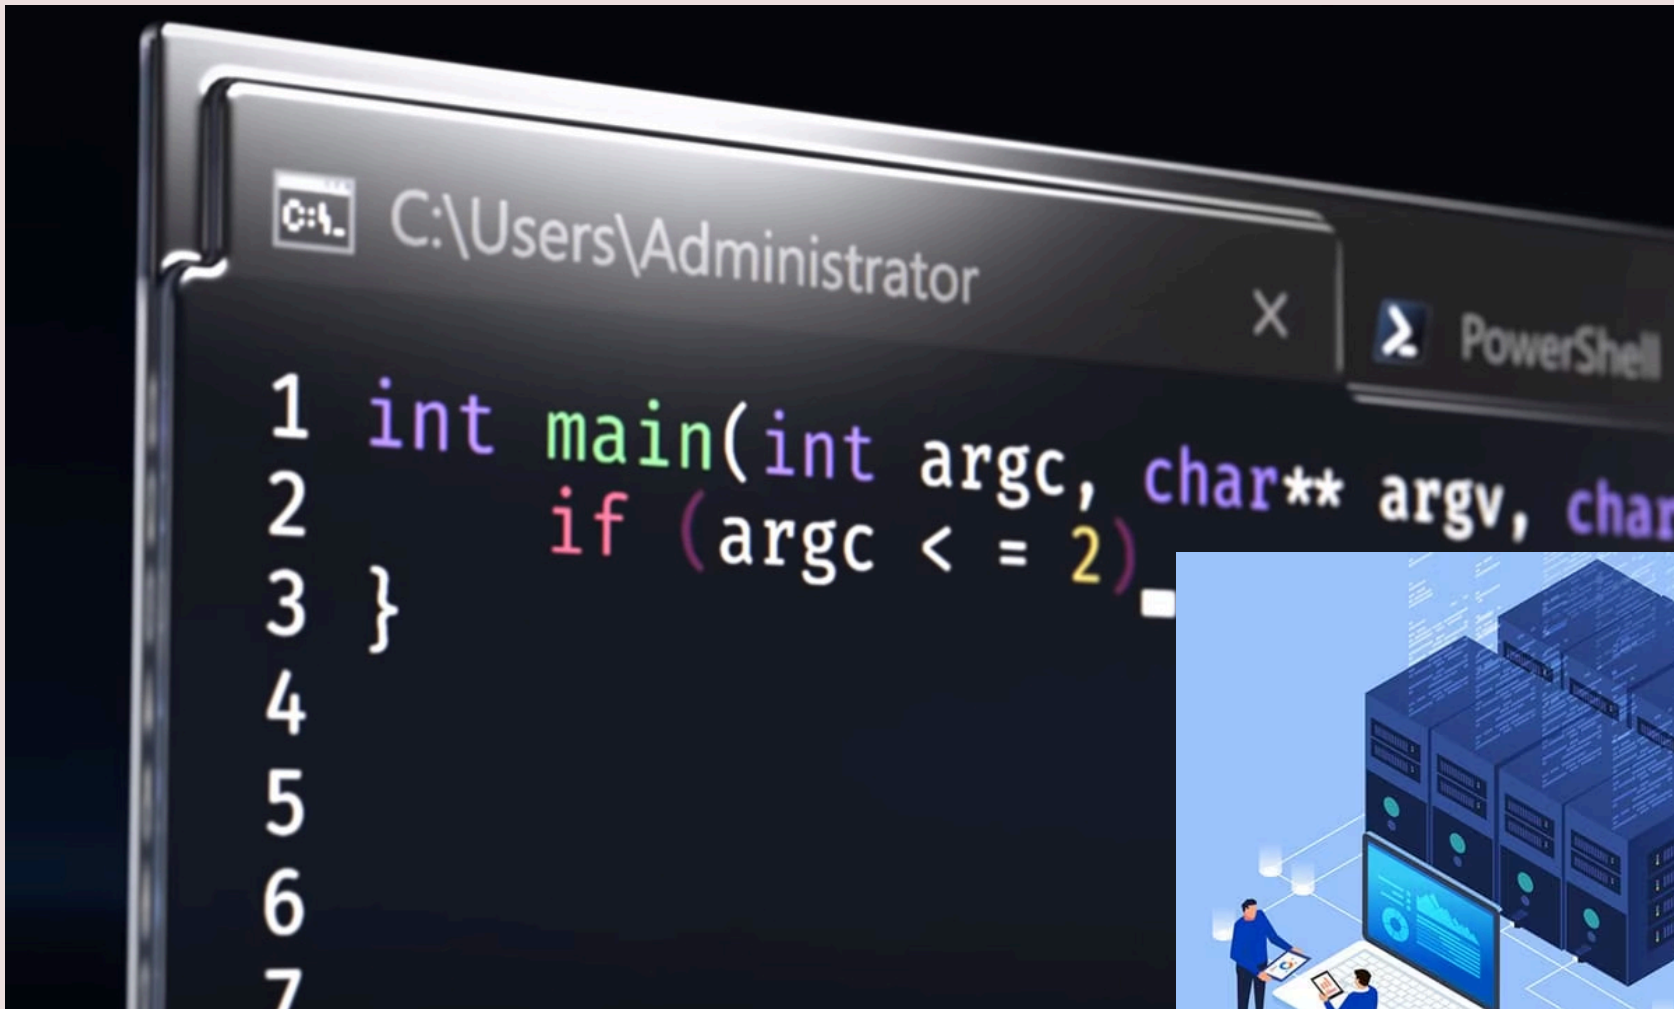 C:\_ C:\Users\Administrator X PowerShell
1 int main(int argc, char** argv, char
2 if (argc < = 2)
3 }
4
5
6
7